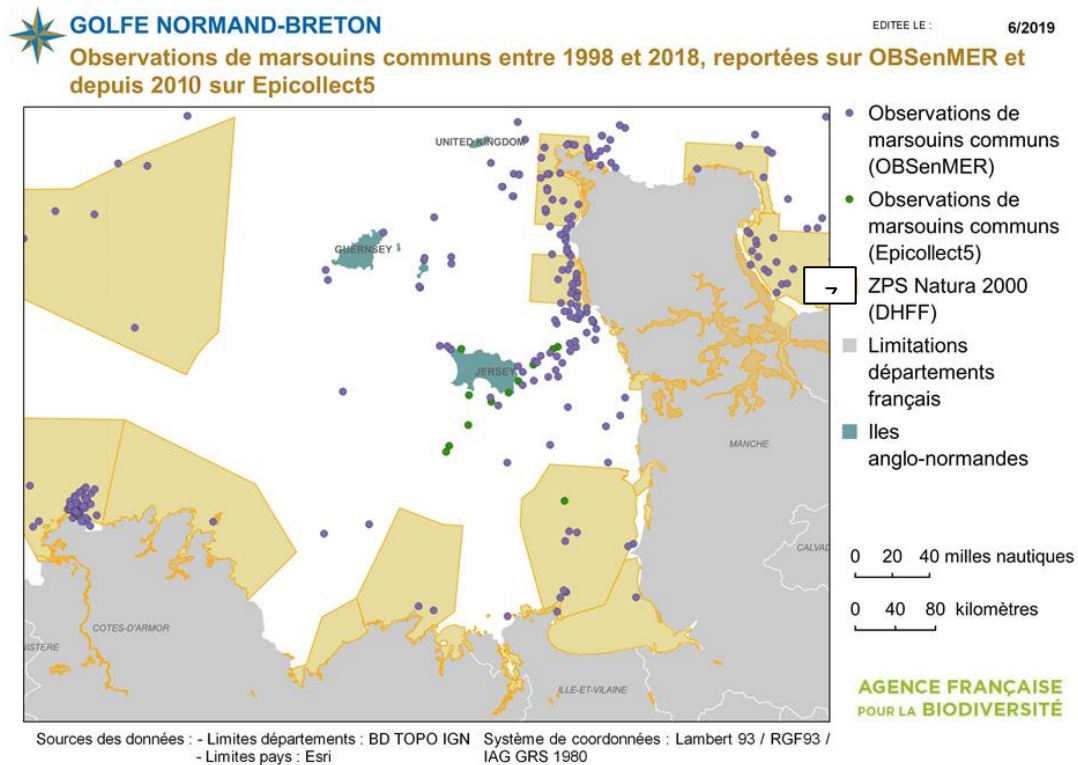 GOLFE NORMAND-BRETON
EDITEE LE : 6/2019
Observations de marsouins communs entre 1998 et 2018, reportées sur OBSenMER et
depuis 2010 sur Epicollect5
UNITED KINGDOM
GUERNSEY
JERSEY
MANCHE
CALVAD
COTES-D'ARMOR
NISTERE
ILLE-ET-VILAINE
Observations de
marsouins communs
(OBSenMER)
Observations de
marsouins communs
(Epicollect5)
ZPS Natura 2000
(DHFF)
Limitations
départements
français
Iles
anglo-normandes
0 20 40 milles nautiques
0 40 80 kilomètres
AGENCE FRANÇAISE
POUR LA BIODIVERSITÉ
Sources des données : - Limites départements : BD TOPO IGN
- Limites pays : Esri
Système de coordonnées : Lambert 93 / RGF93 /
IAG GRS 1980